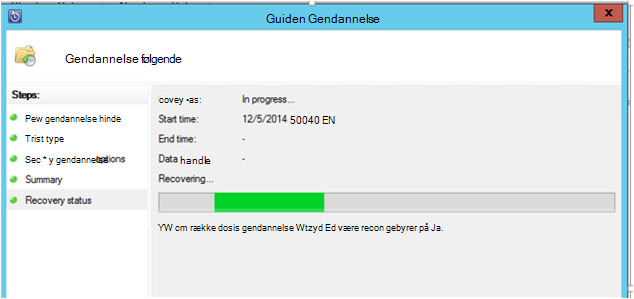 Guiden Gendannelse
Gendannelse følgende
Steps:
Pew gendannelse hinde
Trist type
Sec * y gendannelse options
Summary
Recovery status
covey -as: In progress...
Start time: 12/5/2014 50040 EN
End time: -
Data handle -
Recovering...
YW cm række dosis gendannelse Wtzyd Ed være recon gebyrer på Ja.